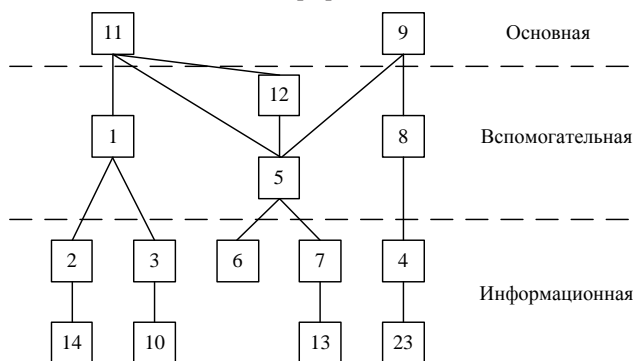 11 9 Основная
12
1 8 Вспомогательная
5
2 3 6 7 4
Информационная
14 10 13 23